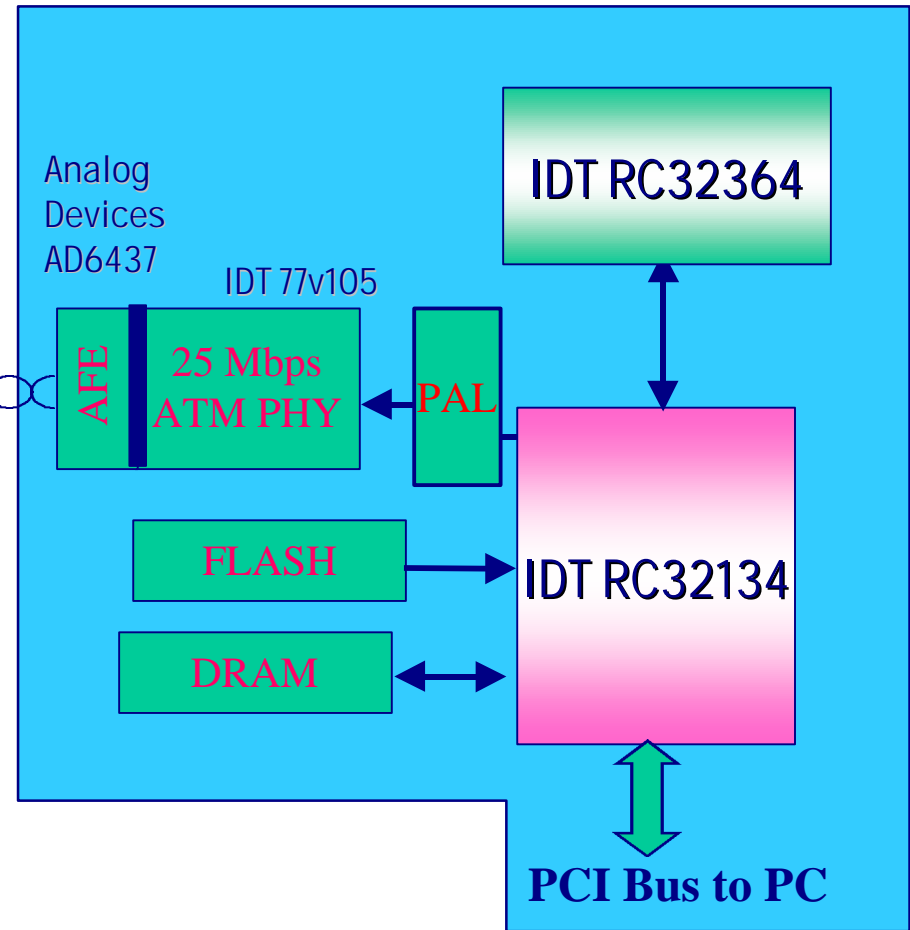 IDT RC32364
Analog
Devices
AD6437
IDT 77v105
AFE
25 Mbps
ATM PHY
PAL
FLASH
IDT RC32134
DRAM
PCI Bus to PC